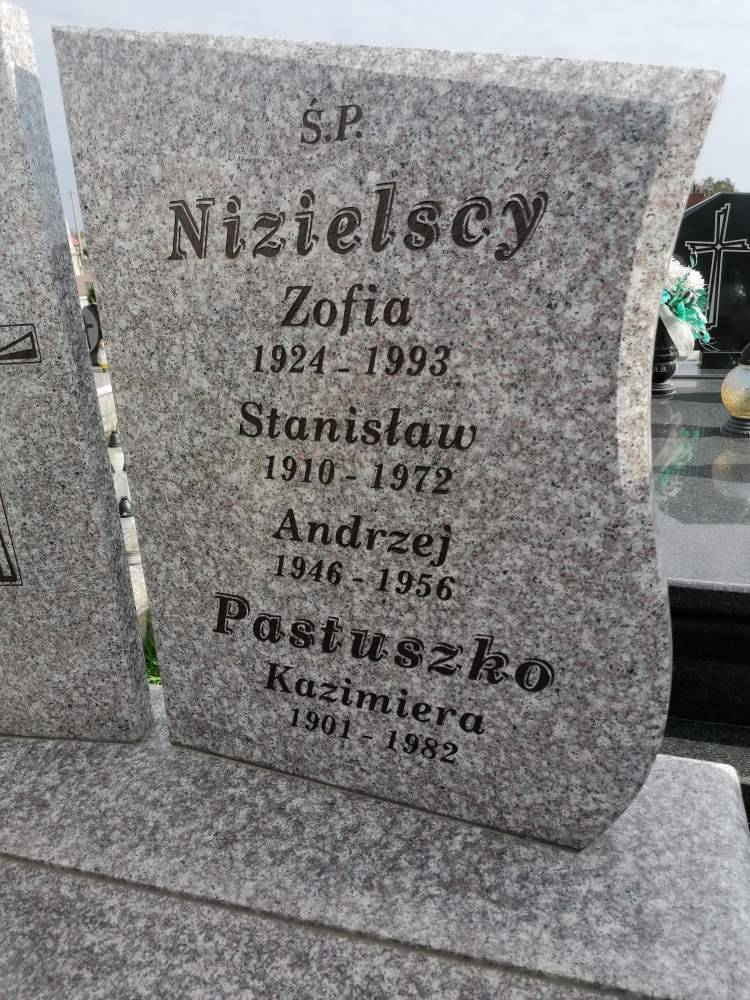 Ś.P.
Nizielscy
Zofia
1924 - 1993
Stanisław
1910 - 1972
Andrzej
1946 - 1956
Pastuszko
Kazimiera
1901 - 1982
A.B.